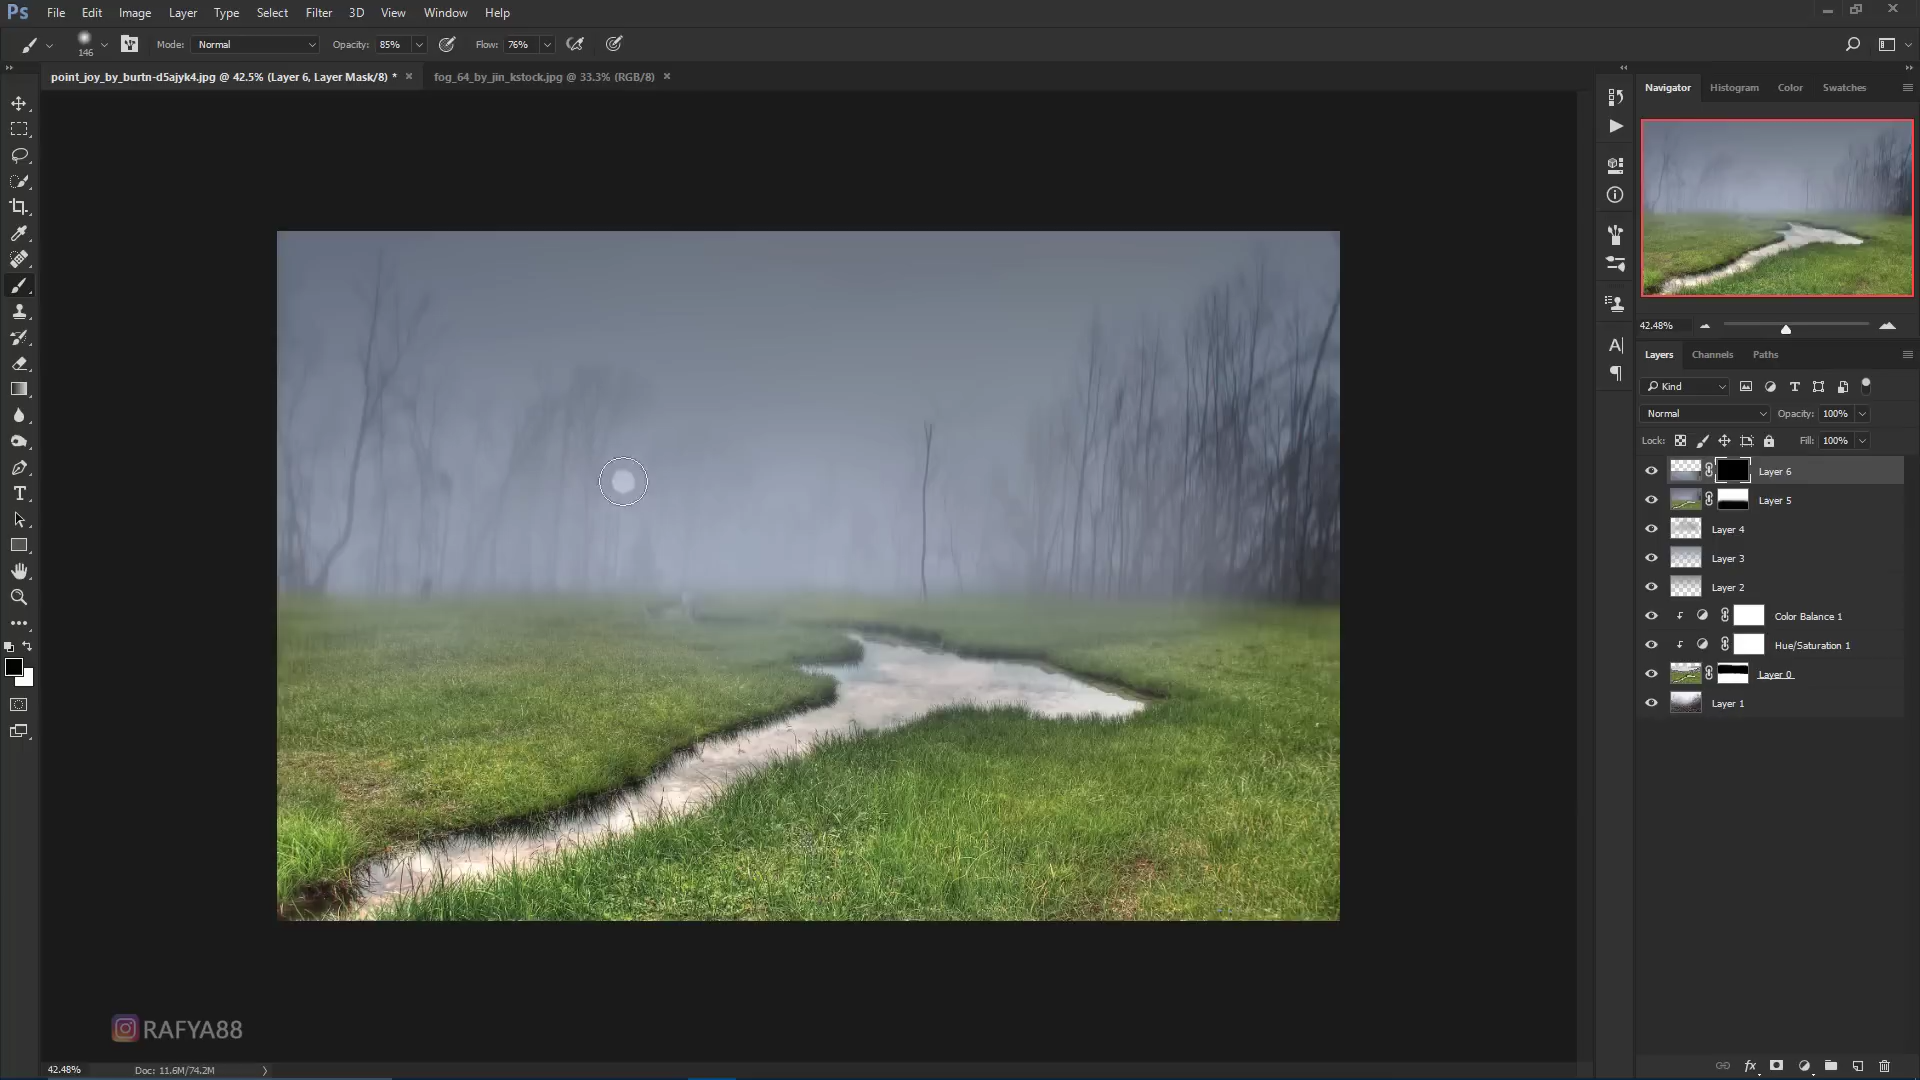 Ps File Edit Image Layer Type Select Filter 3D View Window Help
146 Mode: Normal Opacity: 85% Flow: 76%
point_joy_by_burtn-d5ajyk4.jpg @ 42.5% (Layer 6, Layer Mask/8) * × fog_64_by_jin_kstock.jpg @ 33.3% (RGB/8) ×
Navigator Histogram Color Swatches
42.48%
Layers Channels Paths
Kind
Normal Opacity: 100%
Lock: Fill: 100%
Layer 6
Layer 5
Layer 4
Layer 3
Layer 2
Color Balance 1
Hue/Saturation 1
Layer 0
Layer 1
RAFYA88
42.48% Doc: 11.6M/74.2M